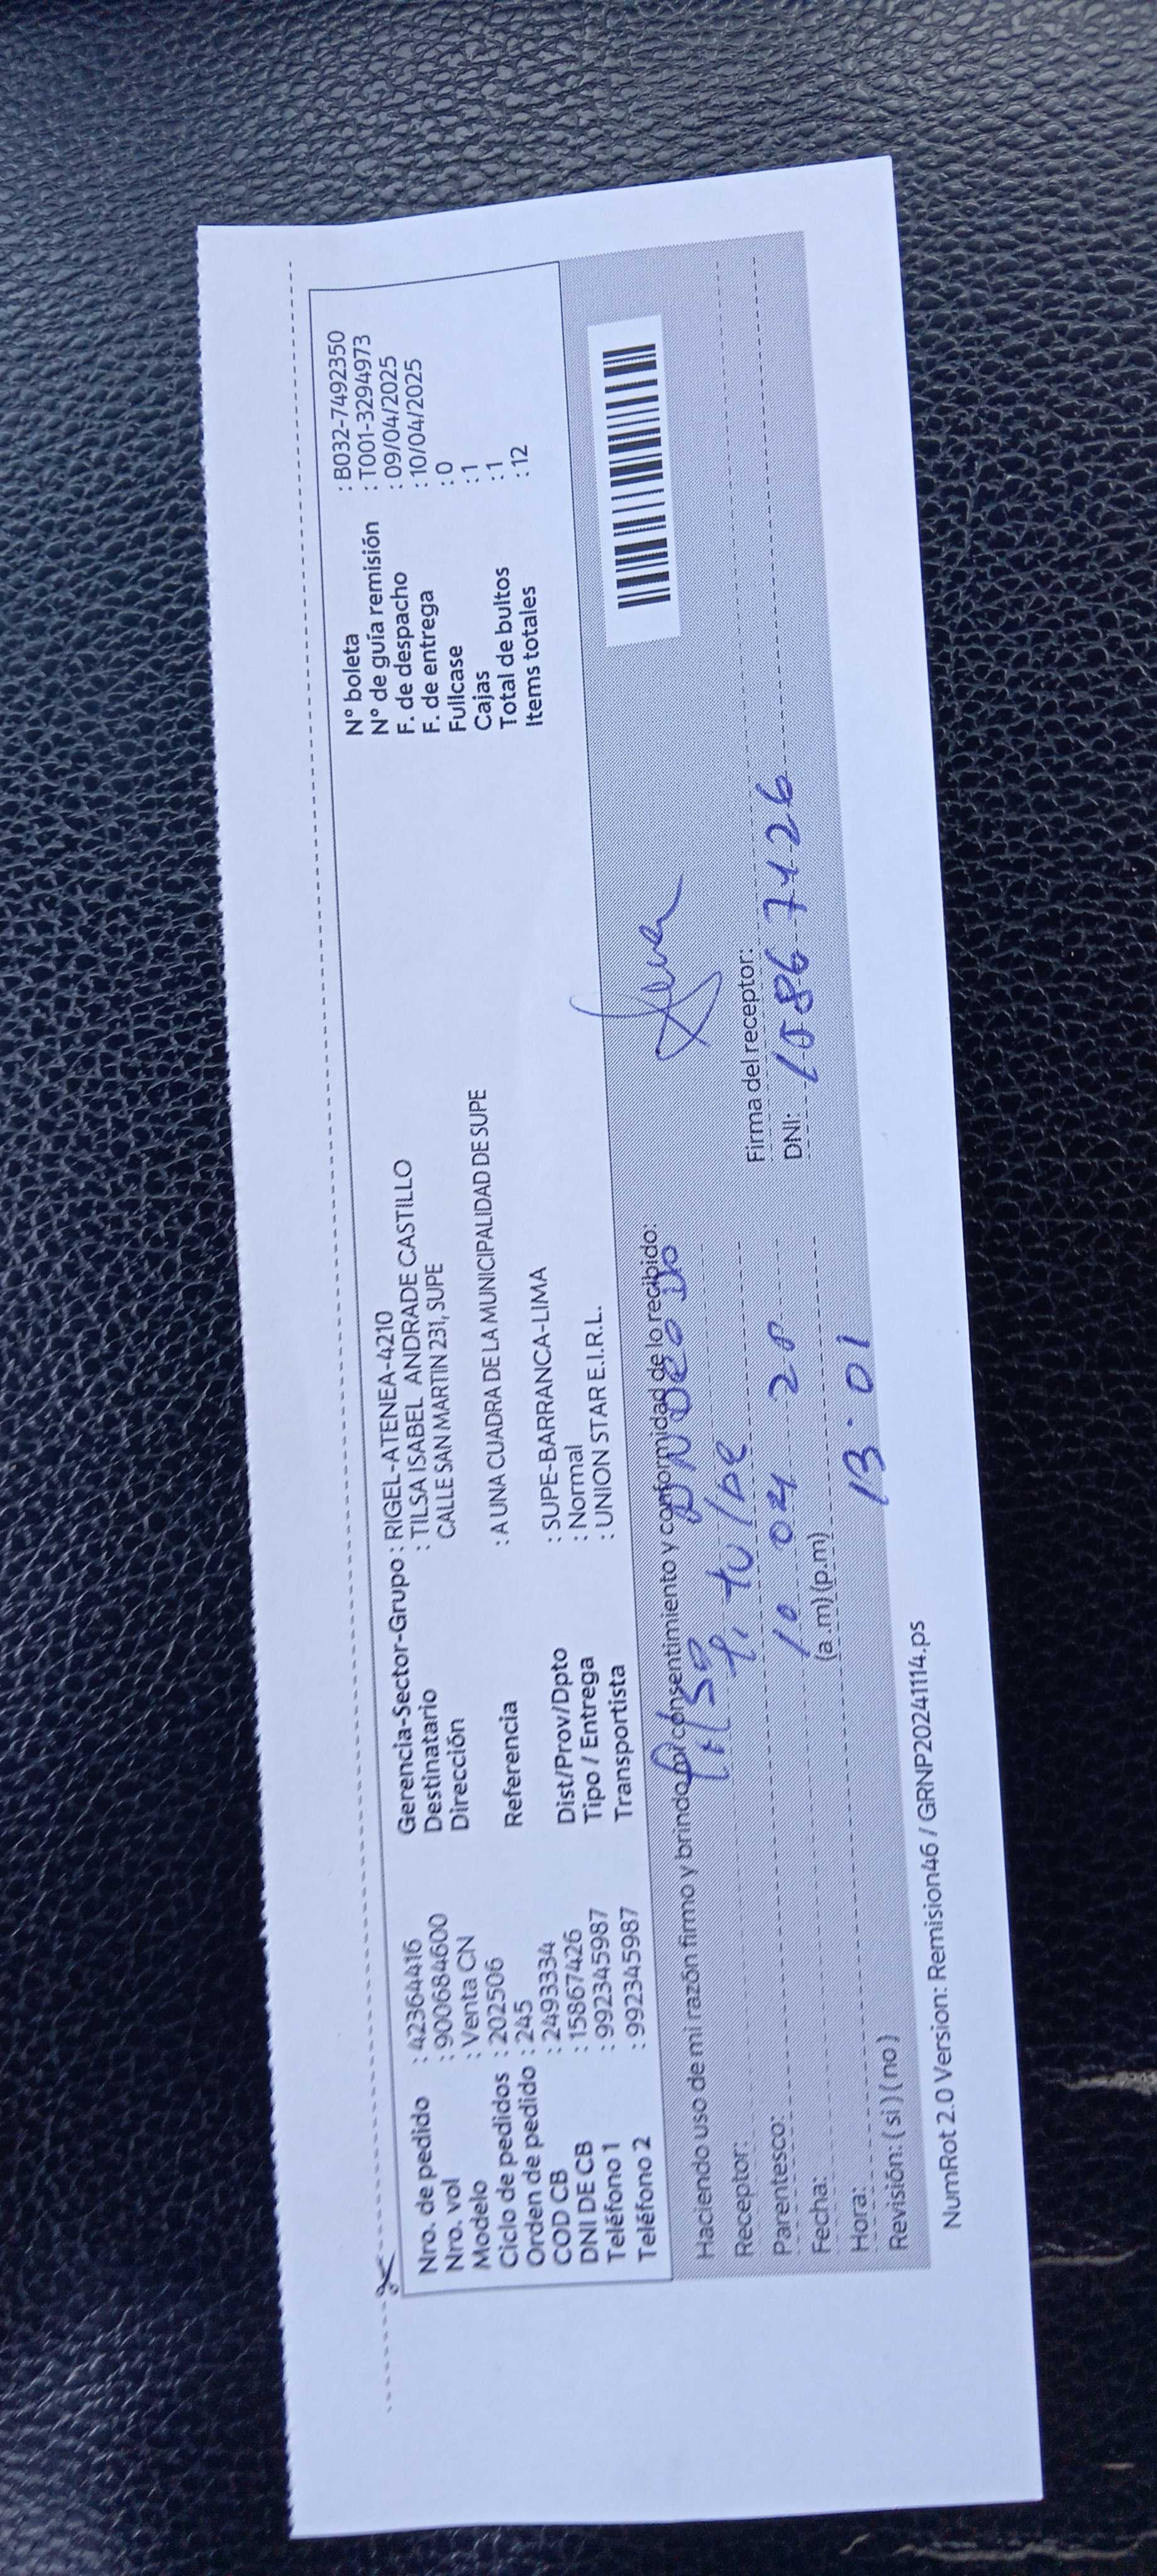 Nro. de pedido : 42364416
Nro. vol : 900684600
Modelo : Venta CN
Ciclo de pedidos : 202506
Orden de pedido : 245
COD CB : 2493334
DNI DE CB : 15867426
Teléfono 1 : 992345987
Teléfono 2 : 992345987
Gerencia-Sector-Grupo : RIGEL-ATENEA-4210
Destinatario : TILSA ISABEL ANDRADE CASTILLO
Dirección CALLE SAN MARTIN 231, SUPE
Referencia : A UNA CUADRA DE LA MUNICIPALIDAD DE SUPE
Dist/Prov/Dpto : SUPE-BARRANCA-LIMA
Tipo / Entrega : Normal
Transportista : UNION STAR E.I.R.L.
N° boleta : B032-7492350
N° de guía remisión : T001-3294973
F. de despacho : 09/04/2025
F. de entrega : 10/04/2025
Fullcase : 0
Cajas : 1
Total de bultos : 1
Items totales : 12
Haciendo uso de mi razón firmo y brindo mi consentimiento y conformidad de lo recibido:
Receptor: Tilsa
Parentesco:
Fecha: 10 04
Hora: (a.m) (p.m) 13.01
Revisión: ( si ) ( no )
Firma del receptor:
DNI: 15867426
NumRot 2.0 Version: Remision46 / GRNP20241114.ps